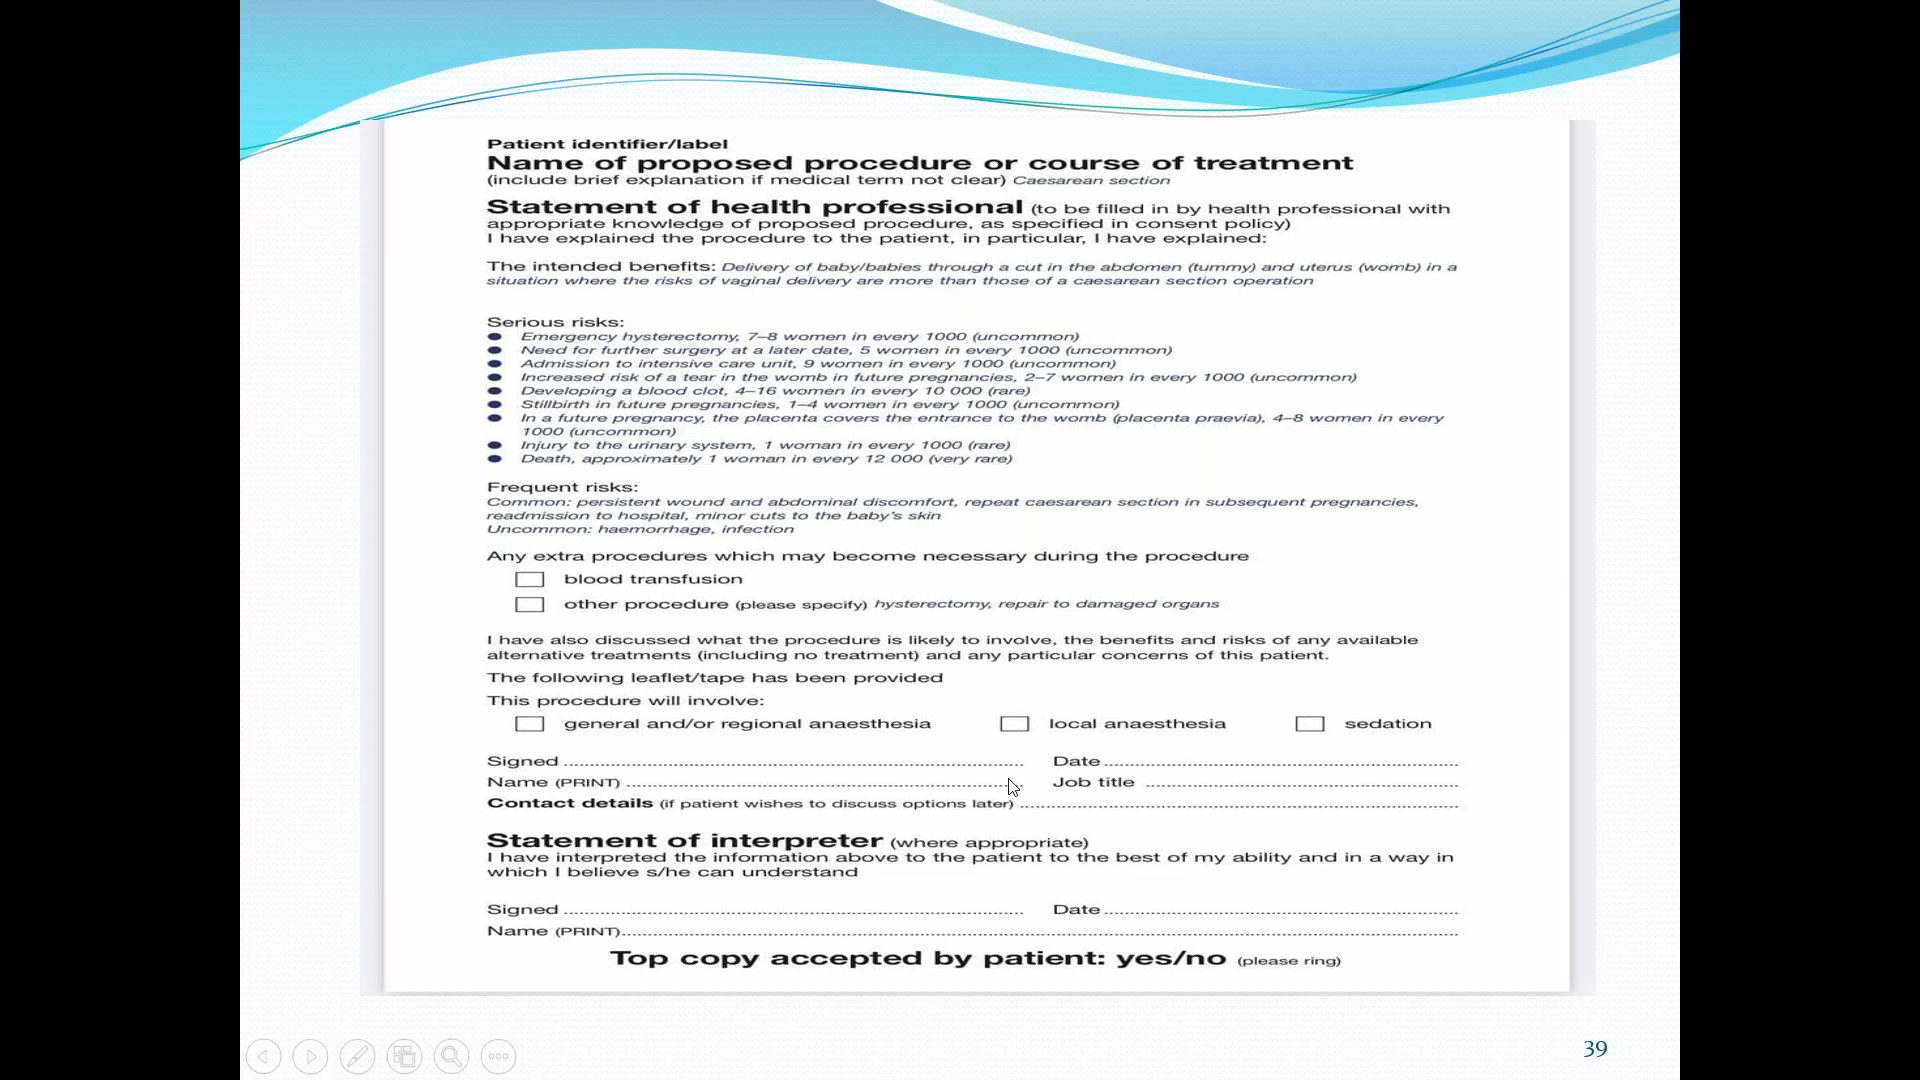 Patient identifier/label
Name of proposed procedure or course of treatment
(include brief explanation if medical term not clear) Caesarean section
Statement of health professional (to be filled in by health professional with
appropriate knowledge of proposed procedure, as specified in consent policy)
I have explained the procedure to the patient, in particular, I have explained:
The intended benefits: Delivery of baby/babies through a cut in the abdomen (tummy) and uterus (womb) in a
situation where the risks of vaginal delivery are more than those of a caesarean section operation
Serious risks:
● Emergency hysterectomy, 7–8 women in every 1000 (uncommon)
● Need for further surgery at a later date, 5 women in every 1000 (uncommon)
● Admission to intensive care unit, 9 women in every 1000 (uncommon)
● Increased risk of a tear in the womb in future pregnancies, 2–7 women in every 1000 (uncommon)
● Developing a blood clot, 4–16 women in every 10 000 (rare)
● Stillbirth in future pregnancies, 1–4 women in every 1000 (uncommon)
● In a future pregnancy, the placenta covers the entrance to the womb (placenta praevia), 4–8 women in every
1000 (uncommon)
● Injury to the urinary system, 1 woman in every 1000 (rare)
● Death, approximately 1 woman in every 12 000 (very rare)
Frequent risks:
Common: persistent wound and abdominal discomfort, repeat caesarean section in subsequent pregnancies,
readmission to hospital, minor cuts to the baby's skin
Uncommon: haemorrhage, infection
Any extra procedures which may become necessary during the procedure
blood transfusion
other procedure (please specify) hysterectomy, repair to damaged organs
I have also discussed what the procedure is likely to involve, the benefits and risks of any available
alternative treatments (including no treatment) and any particular concerns of this patient.
The following leaflet/tape has been provided
This procedure will involve:
general and/or regional anaesthesia local anaesthesia sedation
Signed Date
Name (PRINT) Job title
Contact details (if patient wishes to discuss options later)
Statement of interpreter (where appropriate)
I have interpreted the information above to the patient to the best of my ability and in a way in
which I believe s/he can understand
Signed Date
Name (PRINT)
Top copy accepted by patient: yes/no (please ring)
39